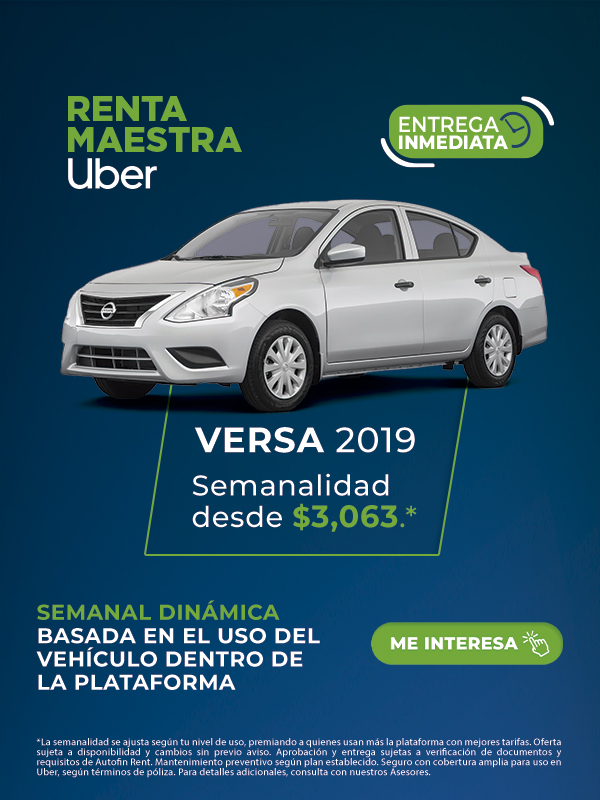 RENTA
MAESTRA
Uber
ENTREGA
INMEDIATA
VERSA 2019
Semanalidad
desde $3,063.*
SEMANAL DINÁMICA
BASADA EN EL USO DEL
VEHÍCULO DENTRO DE
LA PLATAFORMA
ME INTERESA
*La semanalidad se ajusta según tu nivel de uso, premiando a quienes usan más la plataforma con mejores tarifas. Oferta
sujeta a disponibilidad y cambios sin previo aviso. Aprobación y entrega sujetas a verificación de documentos y
requisitos de Autofin Rent. Mantenimiento preventivo según plan establecido. Seguro con cobertura amplia para uso en
Uber, según términos de póliza. Para detalles adicionales, consulta con nuestros Asesores.